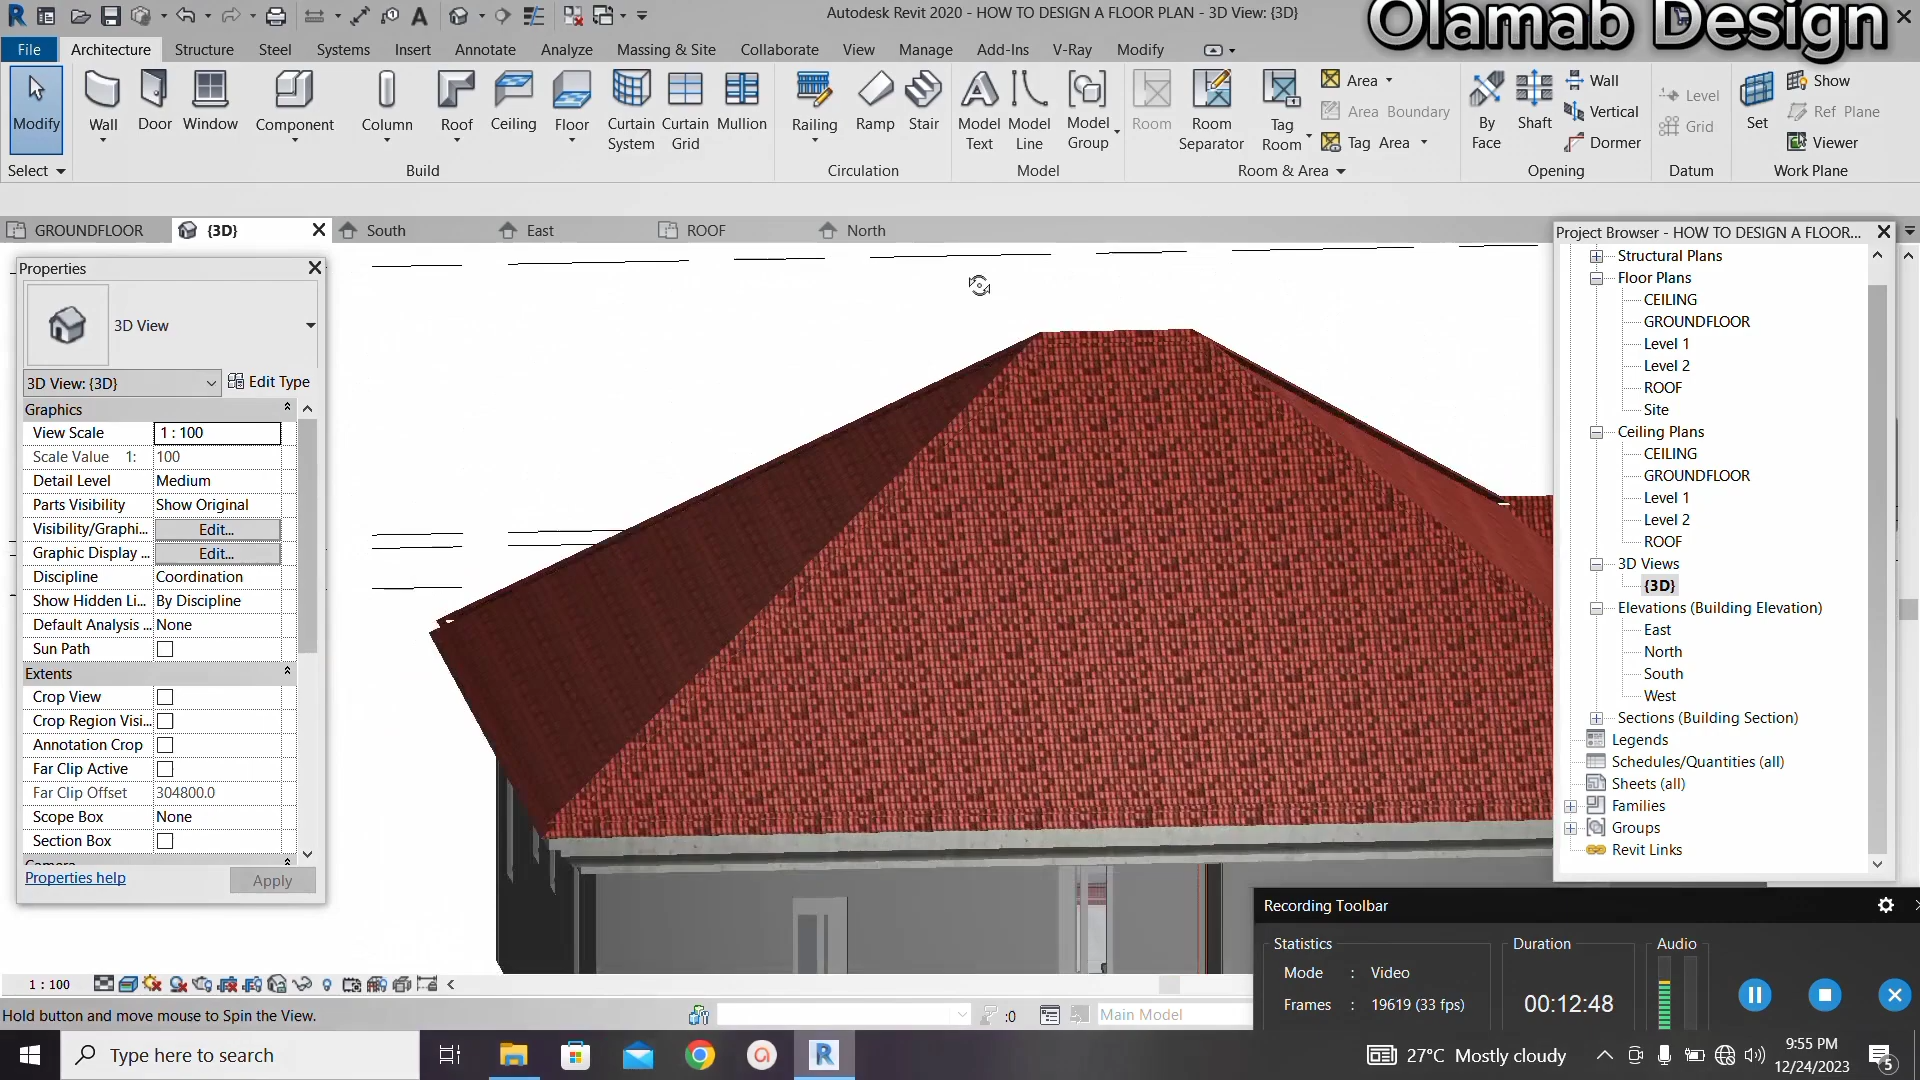 Autodesk Revit 2020 - HOW TO DESIGN A FLOOR PLAN - 3D View: {3D}
Olamab Design
File Architecture Structure Steel Systems Insert Annotate Analyze Massing & Site Collaborate View Manage Add-Ins V-Ray Modify
Modify
Wall
Door
Window
Component
Column
Roof
Ceiling
Floor
Curtain System
Curtain Grid
Mullion
Railing
Ramp
Stair
Model Text
Model Line
Model Group
Room
Room Separator
Tag Room
Area
Area Boundary
Tag Area
By Face
Shaft
Wall
Vertical
Dormer
Level
Grid
Set
Show
Ref Plane
Viewer
Select
Build
Circulation
Model
Room & Area
Opening
Datum
Work Plane
GROUNDFLOOR
{3D}
South
East
ROOF
North
Properties
3D View
3D View: {3D}
Edit Type
Graphics
View Scale 1 : 100
Scale Value 1: 100
Detail Level Medium
Parts Visibility Show Original
Visibility/Graphi... Edit...
Graphic Display ... Edit...
Discipline Coordination
Show Hidden Li... By Discipline
Default Analysis ... None
Sun Path
Extents
Crop View
Crop Region Visi...
Annotation Crop
Far Clip Active
Far Clip Offset 304800.0
Scope Box None
Section Box
Camera
Properties help
Apply
Project Browser - HOW TO DESIGN A FLOOR...
Structural Plans
Floor Plans
CEILING
GROUNDFLOOR
Level 1
Level 2
ROOF
Site
Ceiling Plans
CEILING
GROUNDFLOOR
Level 1
Level 2
ROOF
3D Views
{3D}
Elevations (Building Elevation)
East
North
South
West
Sections (Building Section)
Legends
Schedules/Quantities (all)
Sheets (all)
Families
Groups
Revit Links
Recording Toolbar
Statistics
Mode : Video
Frames : 19619 (33 fps)
Duration
00:12:48
Audio
1 : 100
Hold button and move mouse to Spin the View.
:0
Main Model
Type here to search
27°C Mostly cloudy
9:55 PM
12/24/2023
5